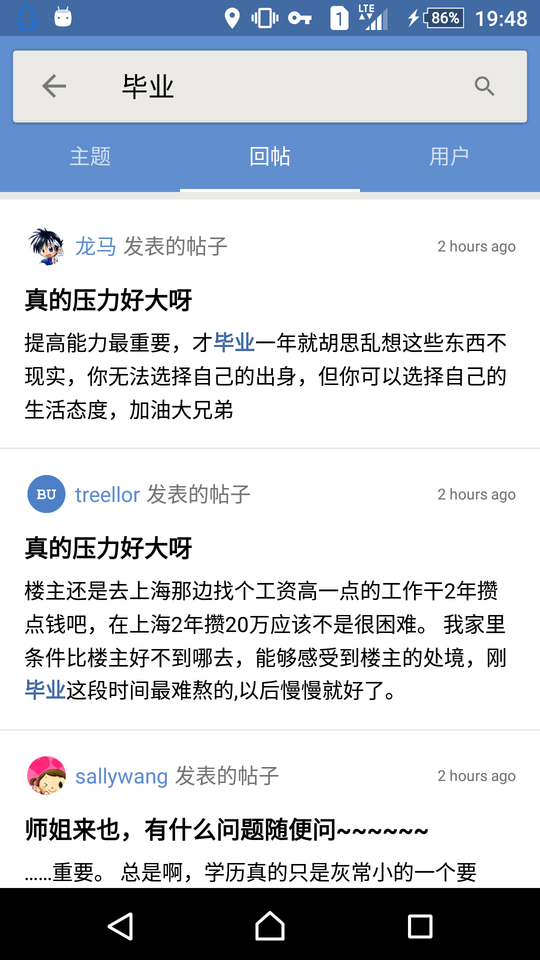 1
LTE
86%
19:48
毕业
主题
回帖
用户
龙马 发表的帖子
2 hours ago
真的压力好大呀
提高能力最重要，才毕业一年就胡思乱想这些东西不
现实，你无法选择自己的出身，但你可以选择自己的
生活态度，加油大兄弟
BU
treellor 发表的帖子
2 hours ago
真的压力好大呀
楼主还是去上海那边找个工资高一点的工作干2年攒
点钱吧，在上海2年攒20万应该不是很困难。 我家里
条件比楼主好不到哪去，能够感受到楼主的处境，刚
毕业这段时间最难熬的,以后慢慢就好了。
sallywang 发表的帖子
2 hours ago
师姐来也，有什么问题随便问~~~~~~
……重要。 总是啊，学历真的只是灰常小的一个要